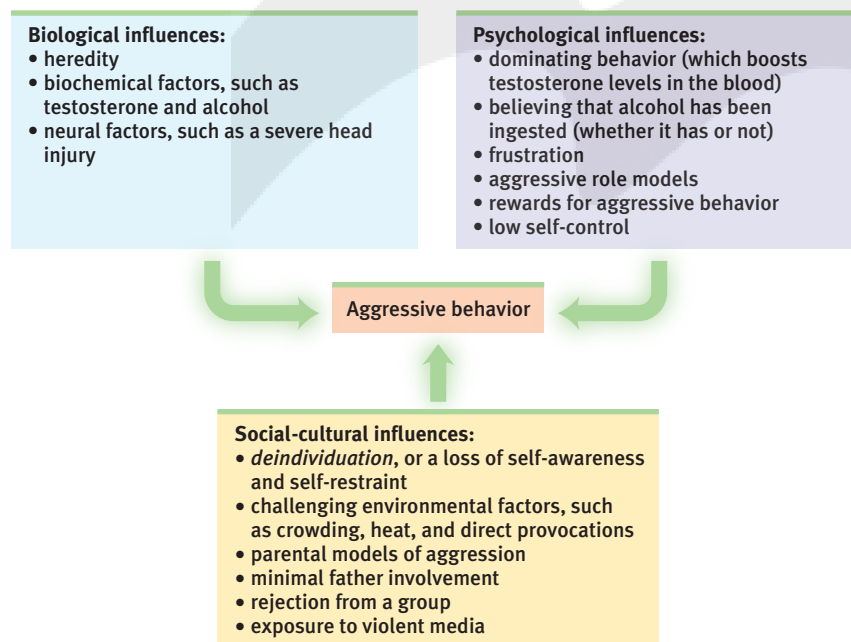 Biological influences:
• heredity
• biochemical factors, such as
testosterone and alcohol
• neural factors, such as a severe head
injury
Psychological influences:
• dominating behavior (which boosts
testosterone levels in the blood)
• believing that alcohol has been
ingested (whether it has or not)
• frustration
• aggressive role models
• rewards for aggressive behavior
• low self-control
Aggressive behavior
Social-cultural influences:
• deindividuation, or a loss of self-awareness
and self-restraint
• challenging environmental factors, such
as crowding, heat, and direct provocations
• parental models of aggression
• minimal father involvement
• rejection from a group
• exposure to violent media